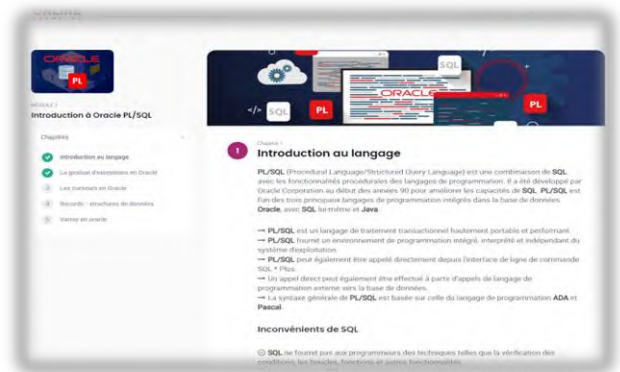 ONLINE
ORACLE
PL
MODULE 1
Introduction à Oracle PL/SQL
Chapitres
Introduction au langage
La gestion d'exceptions en Oracle
3 Les curseurs en Oracle
4 Records - structures de données
5 Varray en oracle
SQL
ORACLE
</> SQL
PL
PL
1
Chapitre 1
Introduction au langage
PL/SQL (Procedural Language/Structured Query Language) est une combinaison de SQL
avec les fonctionnalités procédurales des langages de programmation. Il a été développé par
Oracle Corporation au début des années 90 pour améliorer les capacités de SQL. PL/SQL est
l'un des trois principaux langages de programmation intégrés dans la base de données
Oracle, avec SQL lui-même et Java.
→ PL/SQL est un langage de traitement transactionnel hautement portable et performant.
→ PL/SQL fournit un environnement de programmation intégré, interprété et indépendant du
système d'exploitation.
→ PL/SQL peut également être appelé directement depuis l'interface de ligne de commande
SQL * Plus.
→ Un appel direct peut également être effectué à partir d'appels de langage de
programmation externe vers la base de données.
→ La syntaxe générale de PL/SQL est basée sur celle du langage de programmation ADA et
Pascal.
Inconvénients de SQL
SQL ne fournit pas aux programmeurs des techniques telles que la vérification des
conditions, les boucles, fonctions et autres fonctionnalités